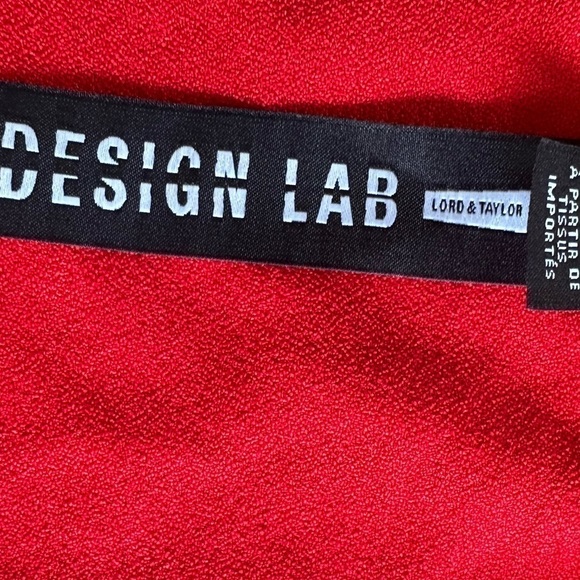 DESIGN LAB
LORD & TAYLOR
À PARTIR DE
TISSUS
IMPORTÉS